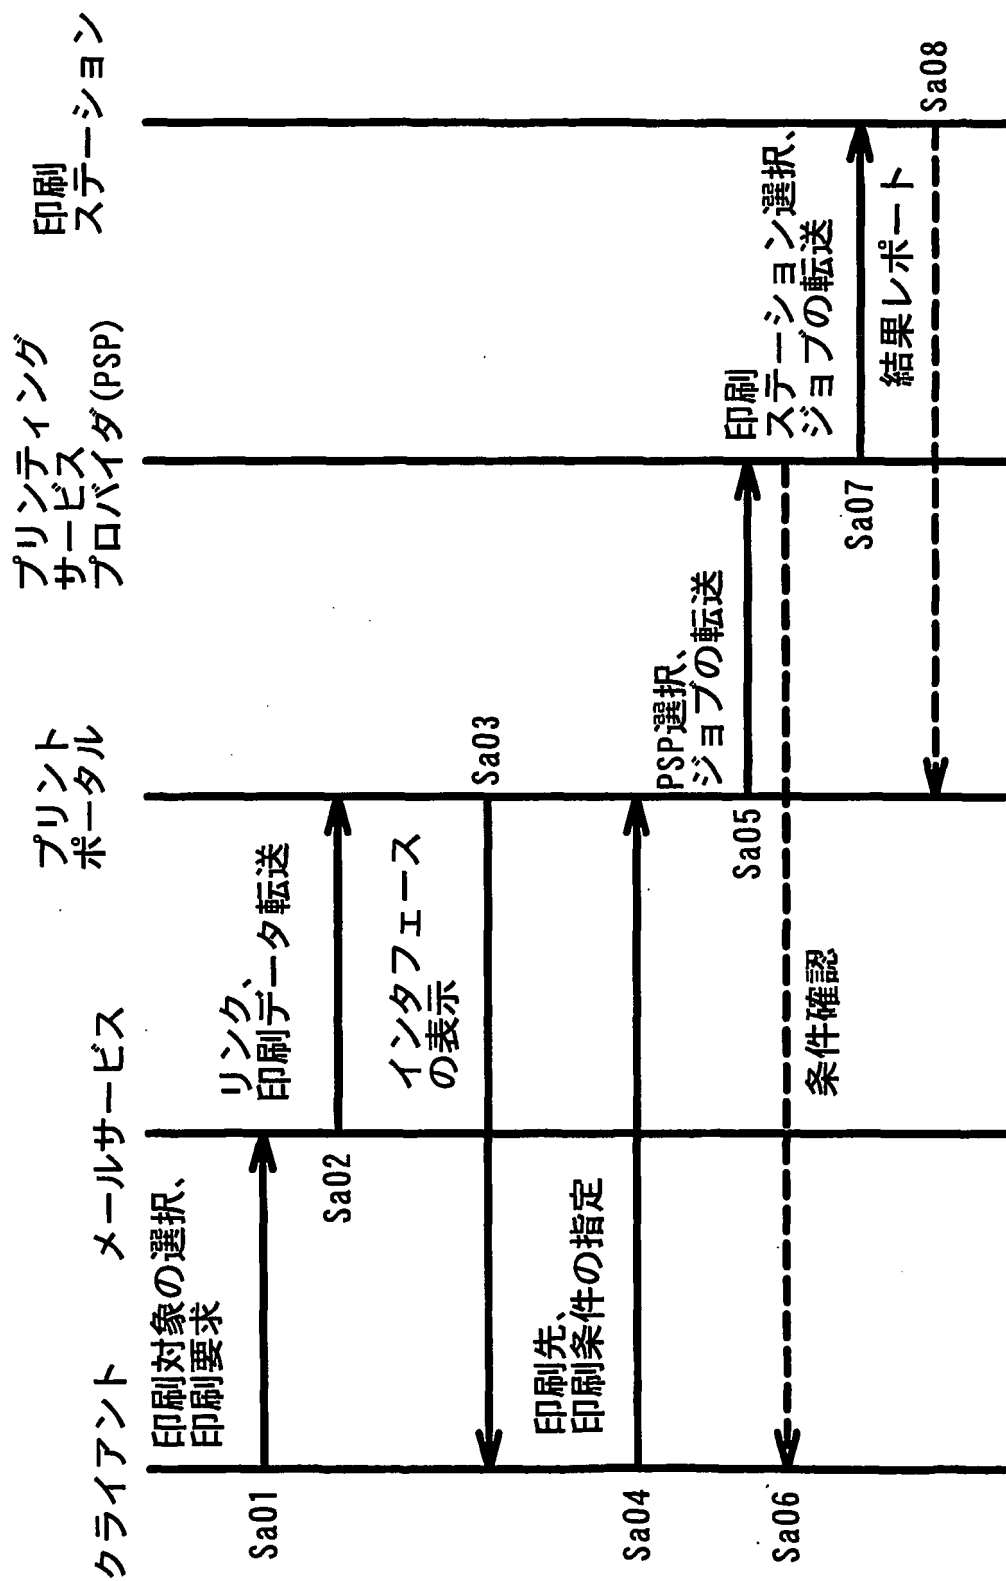 クライアント
メールサービス
プリント
ポータル
プリンティング
サービス
プロバイダ(PSP)
印刷
ステーション
印刷対象の選択、
印刷要求
Sa01
リンク、
印刷データ転送
Sa02
インタフェース
の表示
Sa03
印刷先、
印刷条件の指定
Sa04
PSP選択、
ジョブの転送
Sa05
条件確認
Sa06
印刷
ステーション選択、
ジョブの転送
Sa07
結果レポート
Sa08